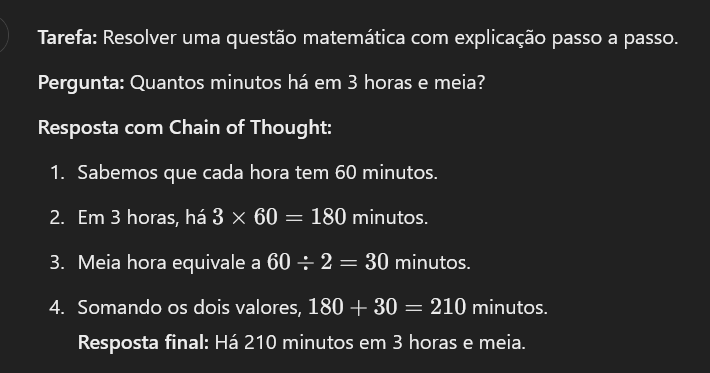 Tarefa: Resolver uma questão matemática com explicação passo a passo.
Pergunta: Quantos minutos há em 3 horas e meia?
Resposta com Chain of Thought:
1. Sabemos que cada hora tem 60 minutos.
2. Em 3 horas, há 3 × 60 = 180 minutos.
3. Meia hora equivale a 60 ÷ 2 = 30 minutos.
4. Somando os dois valores, 180 + 30 = 210 minutos.
Resposta final: Há 210 minutos em 3 horas e meia.